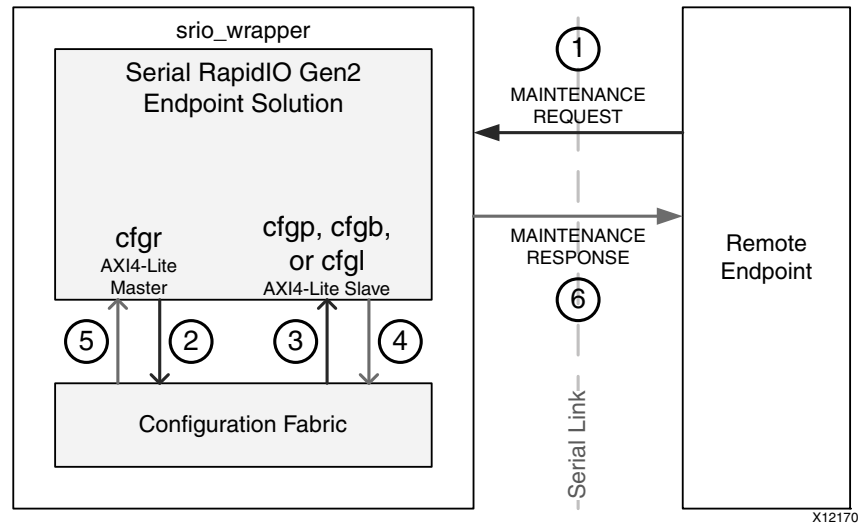 srio_wrapper
Serial RapidIO Gen2
Endpoint Solution
cfgr
AXI4-Lite
Master
cfgp, cfgb,
or cfgl
AXI4-Lite Slave
5
2
3
4
Configuration Fabric
1
MAINTENANCE
REQUEST
MAINTENANCE
RESPONSE
6
Serial Link
Remote
Endpoint
X12170